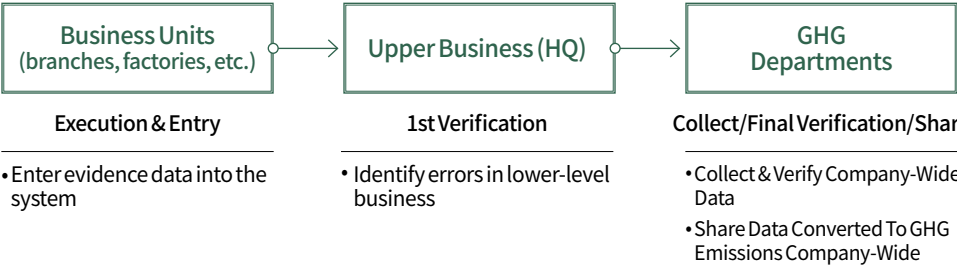 Business Units
(branches, factories, etc.)
Upper Business (HQ)
GHG
Departments
Execution & Entry
1st Verification
Collect/Final Verification/Shar
• Enter evidence data into the
system
• Identify errors in lower-level
business
• Collect & Verify Company-Wide
Data
• Share Data Converted To GHG
Emissions Company-Wide